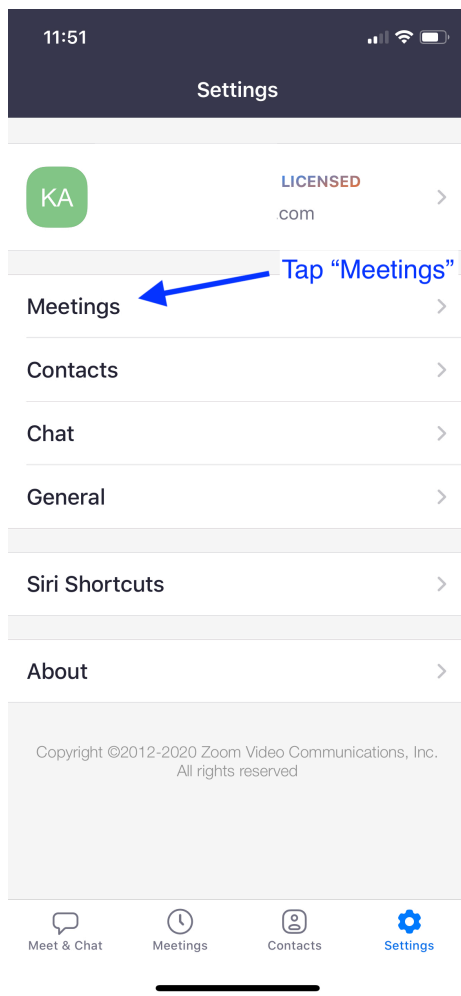 11:51
Settings
KA
LICENSED
.com
Tap “Meetings”
Meetings
Contacts
Chat
General
Siri Shortcuts
About
Copyright ©2012-2020 Zoom Video Communications, Inc.
All rights reserved
Meet & Chat
Meetings
Contacts
Settings